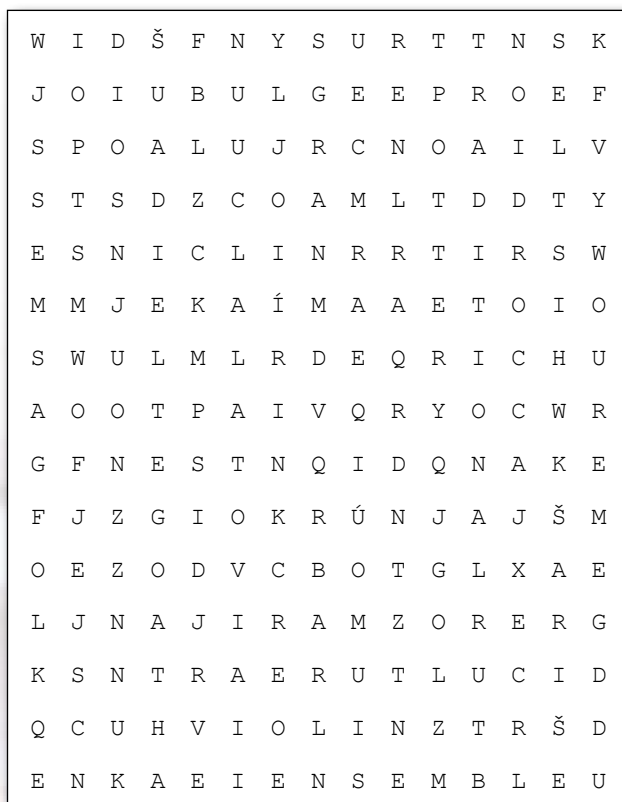 W I D Š F N Y S U R T T N S K
J O I U B U L G E E P R O E F
S P O A L U J R C N O A I L V
S T S D Z C O A M L T D D T Y
E S N I C L I N R R T I R S W
M M J E K A Í M A A E T O I O
S W U L M L R D E Q R I C H U
A O O T P A I V Q R Y O C W R
G F N E S T N Q I D Q N A K E
F J Z G I O K R Ú N J A J Š M
O E Z O D V C B O T G L X A E
L J N A J I R A M Z O R E R G
K S N T R A E R U T L U C I D
Q C U H V I O L I N Z T R Š D
E N K A E I E N S E M B L E U